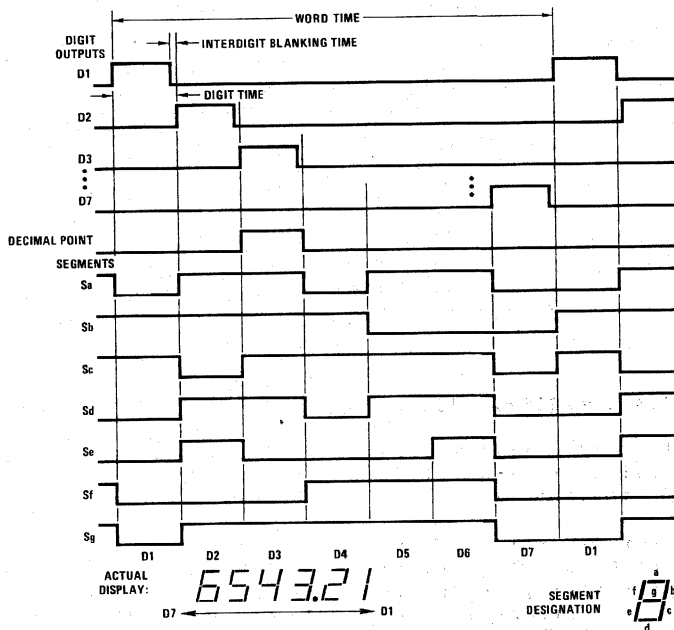 WORD TIME
DIGIT
OUTPUTS
INTERDIGIT BLANKING TIME
D1
DIGIT TIME
D2
D3
D7
DECIMAL POINT
SEGMENTS
Sa
Sb
Sc
Sd
Se
Sf
Sg
D1 D2 D3 D4 D5 D6 D7 D1
ACTUAL
DISPLAY:
6543.21
D7 D1
SEGMENT
DESIGNATION
a
f g b
e c
d